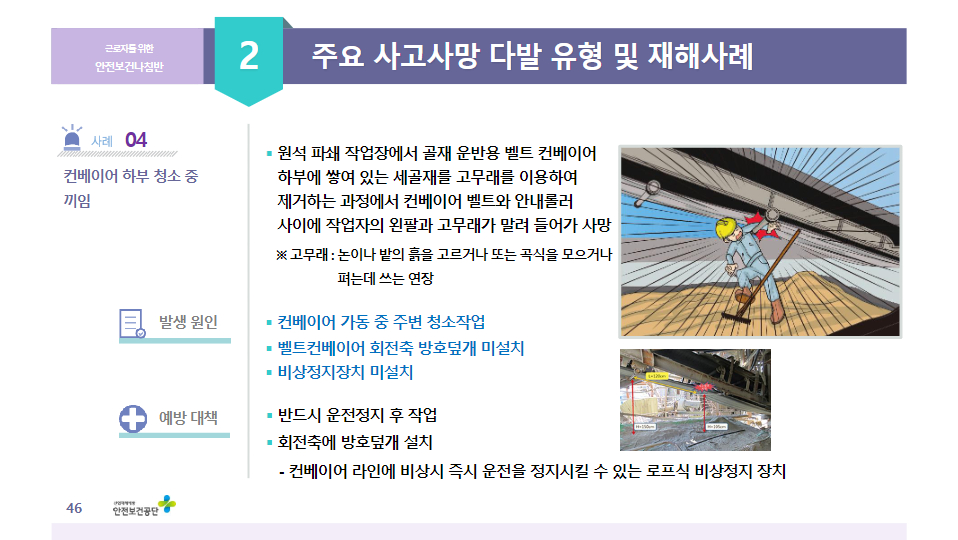 근로자를 위한
안전보건나침반
2
주요 사고사망 다발 유형 및 재해사례
사례 04
컨베이어 하부 청소 중
끼임
▪ 원석 파쇄 작업장에서 골재 운반용 벨트 컨베이어
하부에 쌓여 있는 세골재를 고무래를 이용하여
제거하는 과정에서 컨베이어 벨트와 안내롤러
사이에 작업자의 왼팔과 고무래가 말려 들어가 사망
※ 고무래 : 논이나 밭의 흙을 고르거나 또는 곡식을 모으거나
펴는데 쓰는 연장
발생 원인
▪ 컨베이어 가동 중 주변 청소작업
▪ 벨트컨베이어 회전축 방호덮개 미설치
▪ 비상정지장치 미설치
예방 대책
▪ 반드시 운전정지 후 작업
▪ 회전축에 방호덮개 설치
- 컨베이어 라인에 비상시 즉시 운전을 정지시킬 수 있는 로프식 비상정지 장치
46
안전보건공단